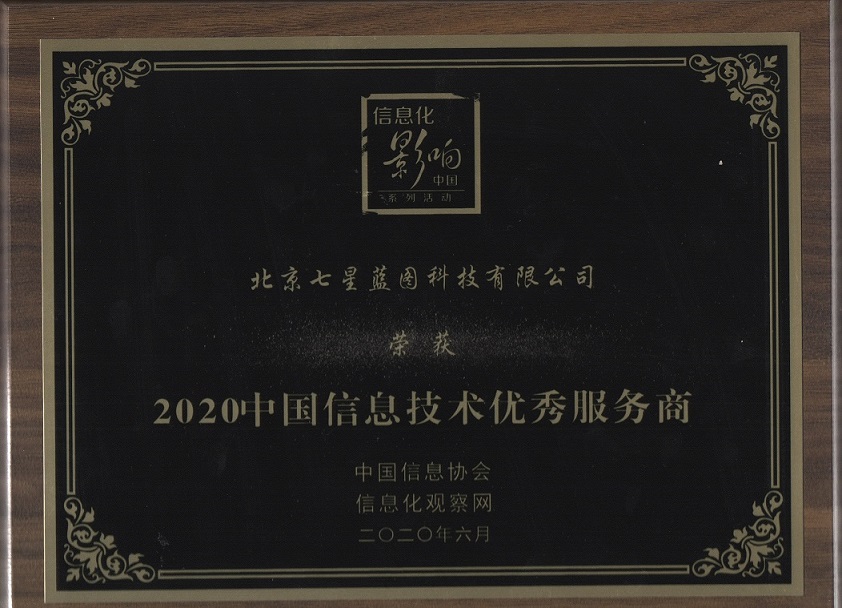 信息化
影响
中国
系列活动
北京七星蓝图科技有限公司
荣获
2020中国信息技术优秀服务商
中国信息协会
信息化观察网
二〇二〇年六月